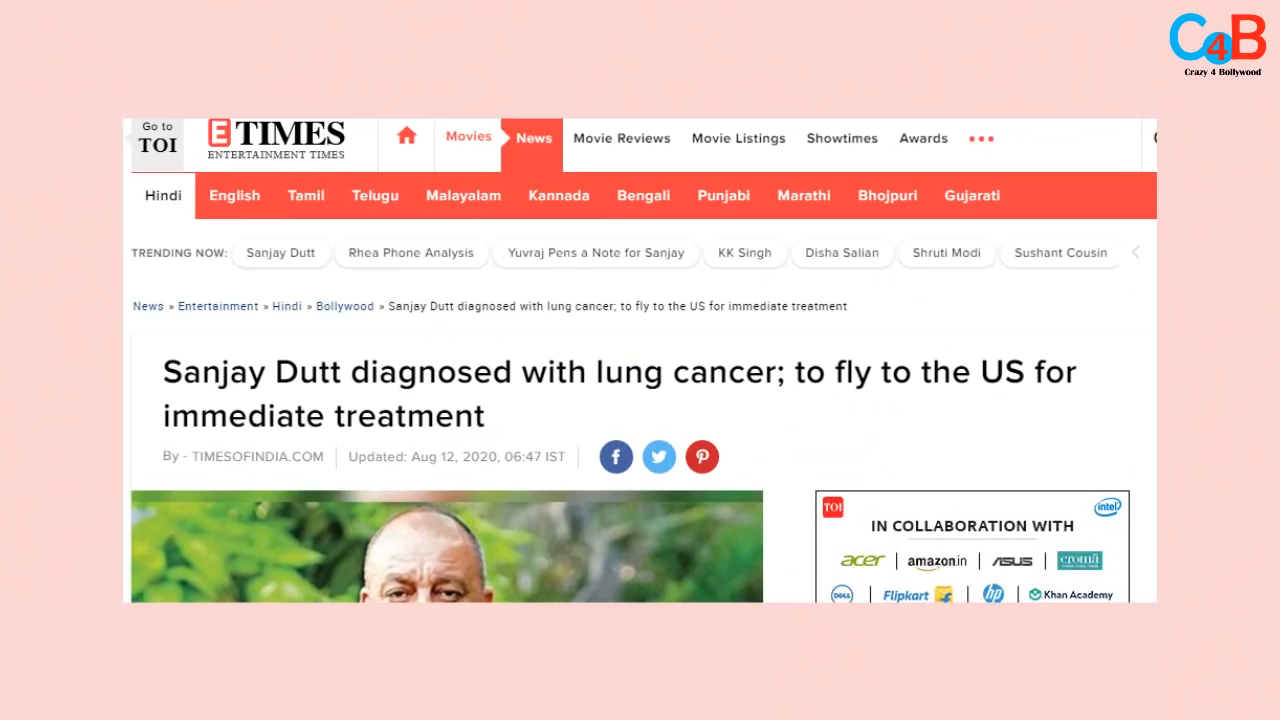 C4B
Crazy 4 Bollywood
Go to
TOI
E TIMES
ENTERTAINMENT TIMES
Movies News Movie Reviews Movie Listings Showtimes Awards
Hindi English Tamil Telugu Malayalam Kannada Bengali Punjabi Marathi Bhojpuri Gujarati
TRENDING NOW: Sanjay Dutt Rhea Phone Analysis Yuvraj Pens a Note for Sanjay KK Singh Disha Salian Shruti Modi Sushant Cousin
News » Entertainment » Hindi » Bollywood » Sanjay Dutt diagnosed with lung cancer; to fly to the US for immediate treatment
Sanjay Dutt diagnosed with lung cancer; to fly to the US for
immediate treatment
By - TIMESOFINDIA.COM Updated: Aug 12, 2020, 06:47 IST
TOI intel
IN COLLABORATION WITH
acer amazon.in ASUS croma
DELL Flipkart hp Khan Academy